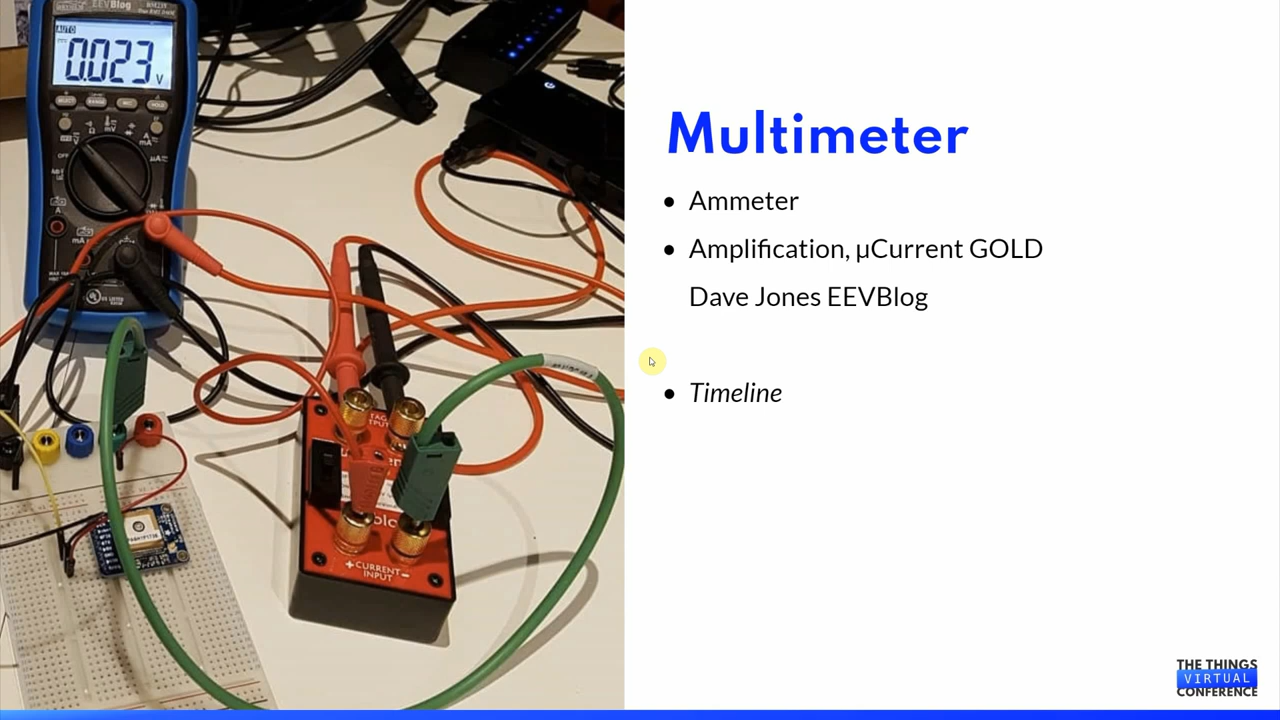 EEVBlog
AUTO
0.023 V
OFF
CURRENT
INPUT
Multimeter
• Ammeter
• Amplification, µCurrent GOLD
Dave Jones EEVBlog
• Timeline
THE THINGS
VIRTUAL
CONFERENCE